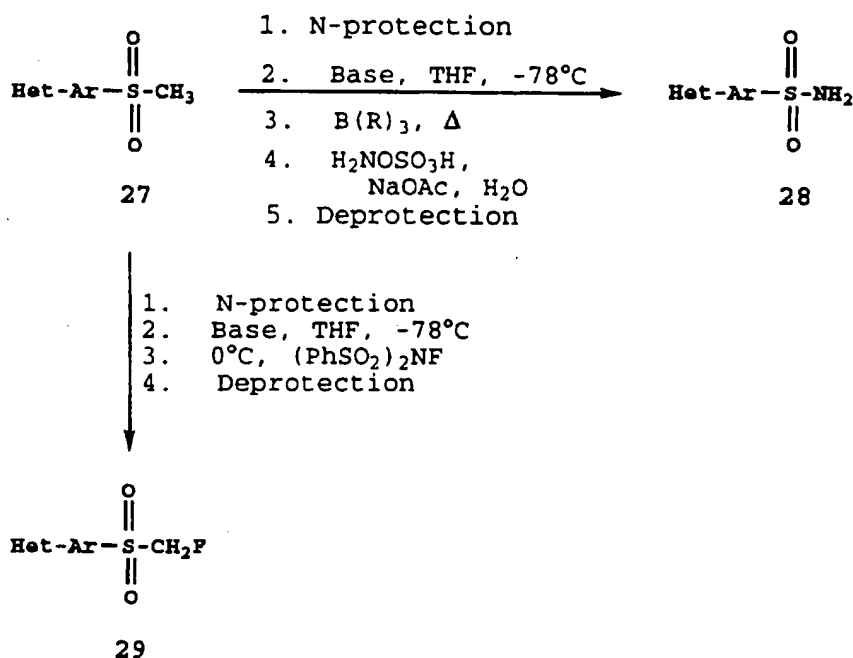 1. N-protection
2. Base, THF, -78°C
3. B(R)₃, Δ
4. H₂NOSO₃H,
NaOAc, H₂O
5. Deprotection
O
Het-Ar-S-CH₃
O
27
O
Het-Ar-S-NH₂
O
28
1. N-protection
2. Base, THF, -78°C
3. 0°C, (PhSO₂)₂NF
4. Deprotection
O
Het-Ar-S-CH₂F
O
29